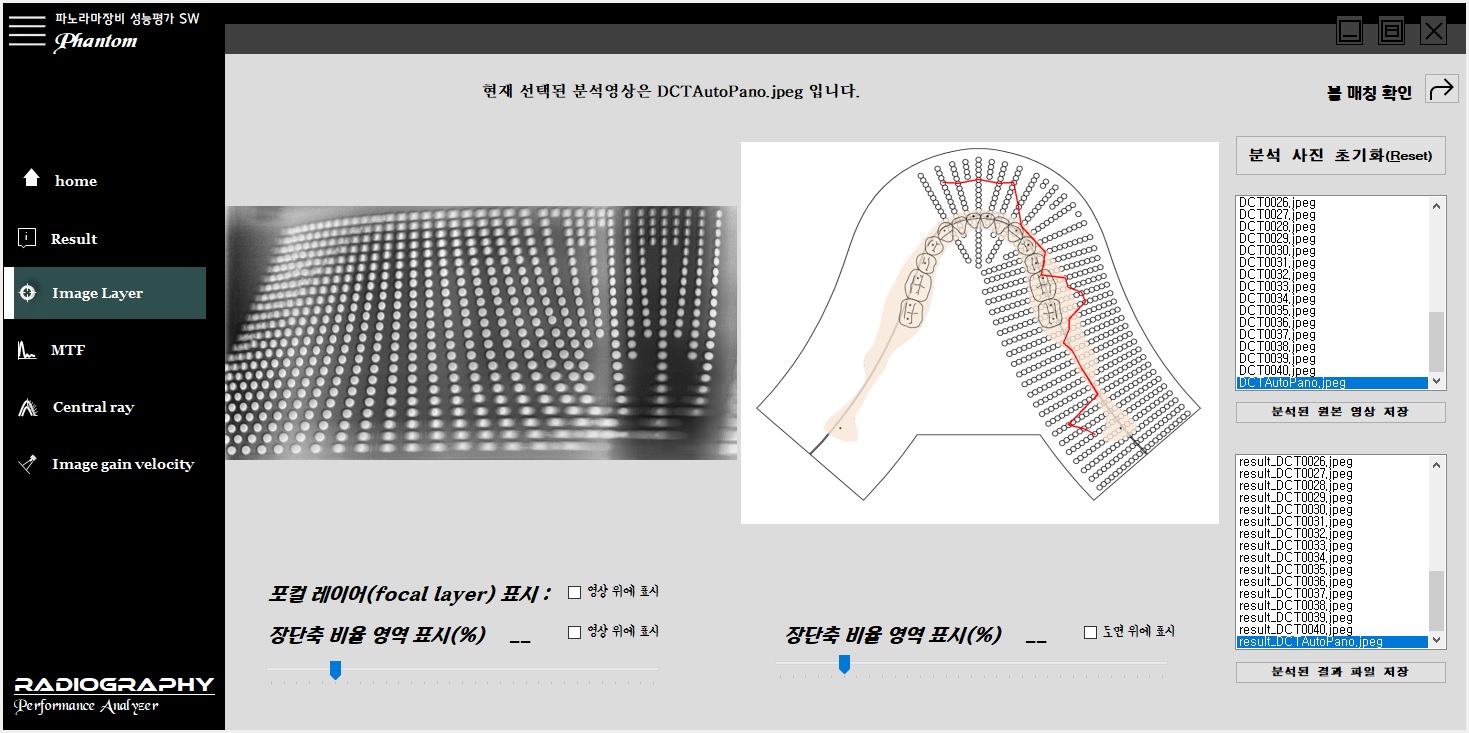 파노라마장비 성능평가 SW
Phantom
현재 선택된 분석영상은 DCTAutoPano.jpeg 입니다.
볼 매칭 확인
home
Result
Image Layer
MTF
Central ray
Image gain velocity
RADIOGRAPHY
Performance Analyzer
포컬 레이어(focal layer) 표시 :
영상 위에 표시
장단축 비율 영역 표시(%) __
영상 위에 표시
장단축 비율 영역 표시(%) __
도면 위에 표시
분석 사진 초기화(Reset)
DCT0026.jpeg
DCT0027.jpeg
DCT0028.jpeg
DCT0029.jpeg
DCT0030.jpeg
DCT0031.jpeg
DCT0032.jpeg
DCT0033.jpeg
DCT0034.jpeg
DCT0035.jpeg
DCT0036.jpeg
DCT0037.jpeg
DCT0038.jpeg
DCT0039.jpeg
DCT0040.jpeg
DCTAutoPano.jpeg
분석된 원본 영상 저장
result_DCT0026.jpeg
result_DCT0027.jpeg
result_DCT0028.jpeg
result_DCT0029.jpeg
result_DCT0030.jpeg
result_DCT0031.jpeg
result_DCT0032.jpeg
result_DCT0033.jpeg
result_DCT0034.jpeg
result_DCT0035.jpeg
result_DCT0036.jpeg
result_DCT0037.jpeg
result_DCT0038.jpeg
result_DCT0039.jpeg
result_DCT0040.jpeg
result_DCTAutoPano.jpeg
분석된 결과 파일 저장